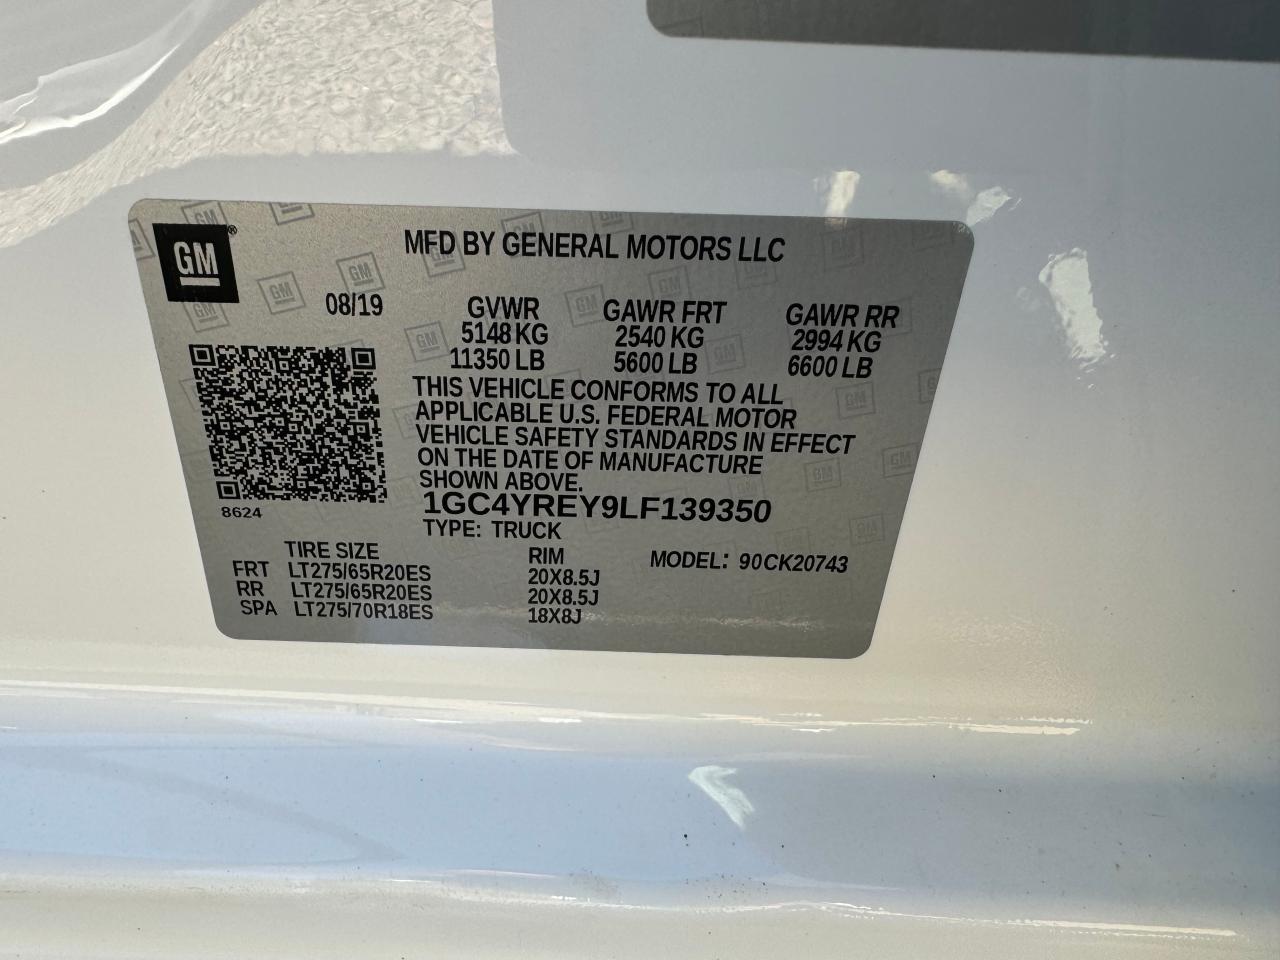 GM®
MFD BY GENERAL MOTORS LLC
08/19 GVWR GAWR FRT GAWR RR
5148 KG 2540 KG 2994 KG
11350 LB 5600 LB 6600 LB
THIS VEHICLE CONFORMS TO ALL
APPLICABLE U.S. FEDERAL MOTOR
VEHICLE SAFETY STANDARDS IN EFFECT
ON THE DATE OF MANUFACTURE
SHOWN ABOVE.
8624
1GC4YREY9LF139350
TYPE: TRUCK
TIRE SIZE RIM MODEL: 90CK20743
FRT LT275/65R20ES 20X8.5J
RR LT275/65R20ES 20X8.5J
SPA LT275/70R18ES 18X8J